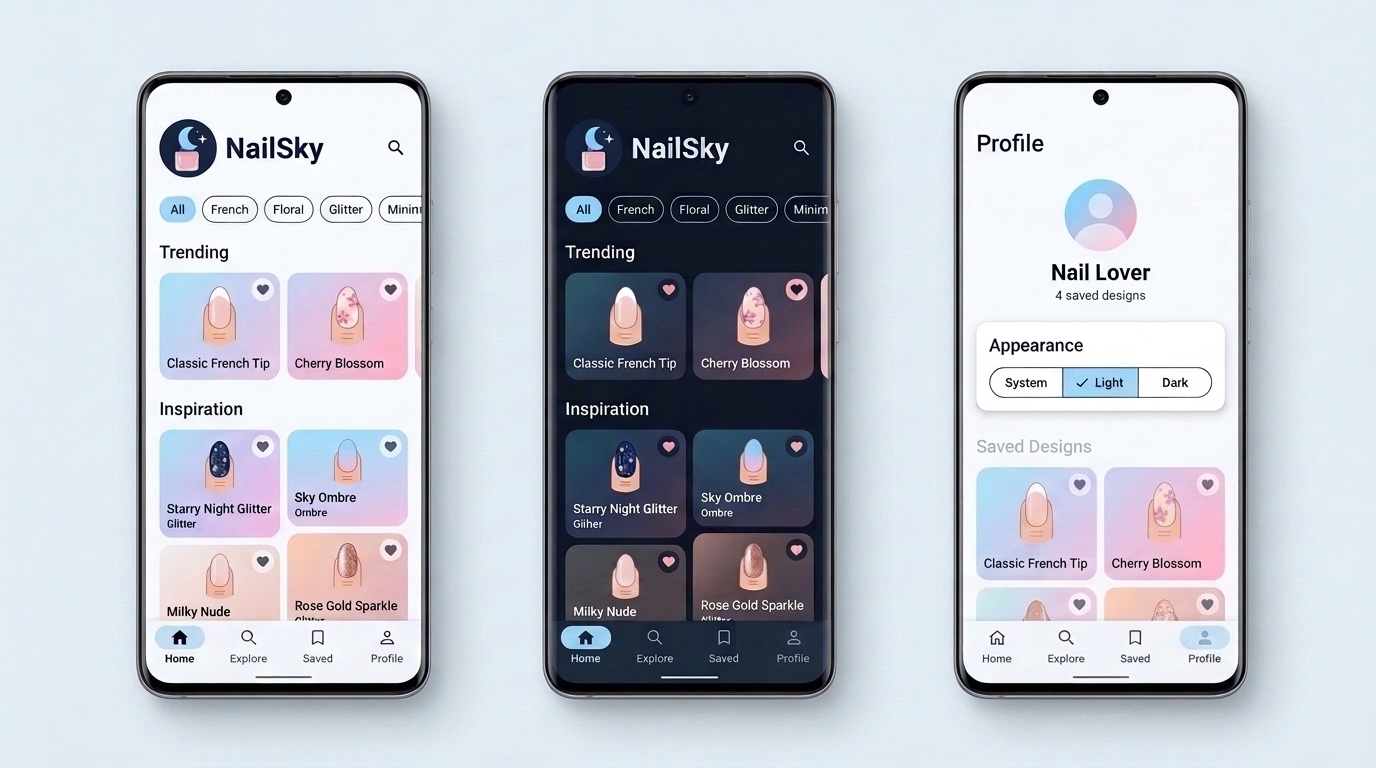 NailSky
All French Floral Glitter Minin
Trending
Classic French Tip Cherry Blossom
Inspiration
Starry Night Glitter
Glitter
Sky Ombre
Ombre
Milky Nude
Rose Gold Sparkle
Home Explore Saved Profile
NailSky
All French Floral Glitter Minim
Trending
Classic French Tip Cherry Blossom
Inspiration
Starry Night Glitter
Giiher
Sky Ombre
Ombre
Milky Nude
Rose Gold Sparkle
Home Explore Saved Profile
Profile
Nail Lover
4 saved designs
Appearance
System Light Dark
Saved Designs
Classic French Tip Cherry Blossom
Home Explore Saved Profile